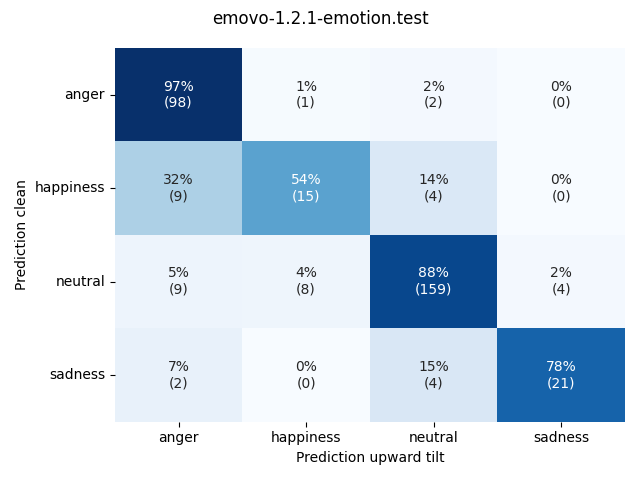 emovo-1.2.1-emotion.test
Prediction clean
anger
97%
(98)
1%
(1)
2%
(2)
0%
(0)
happiness
32%
(9)
54%
(15)
14%
(4)
0%
(0)
neutral
5%
(9)
4%
(8)
88%
(159)
2%
(4)
sadness
7%
(2)
0%
(0)
15%
(4)
78%
(21)
anger
happiness
neutral
sadness
Prediction upward tilt